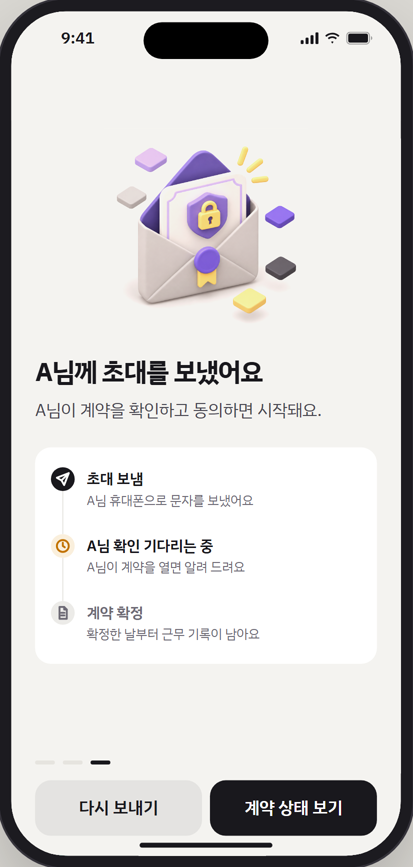 9:41
A님께 초대를 보냈어요
A님이 계약을 확인하고 동의하면 시작돼요.
초대 보냄
A님 휴대폰으로 문자를 보냈어요
A님 확인 기다리는 중
A님이 계약을 열면 알려 드려요
계약 확정
확정한 날부터 근무 기록이 남아요
다시 보내기
계약 상태 보기